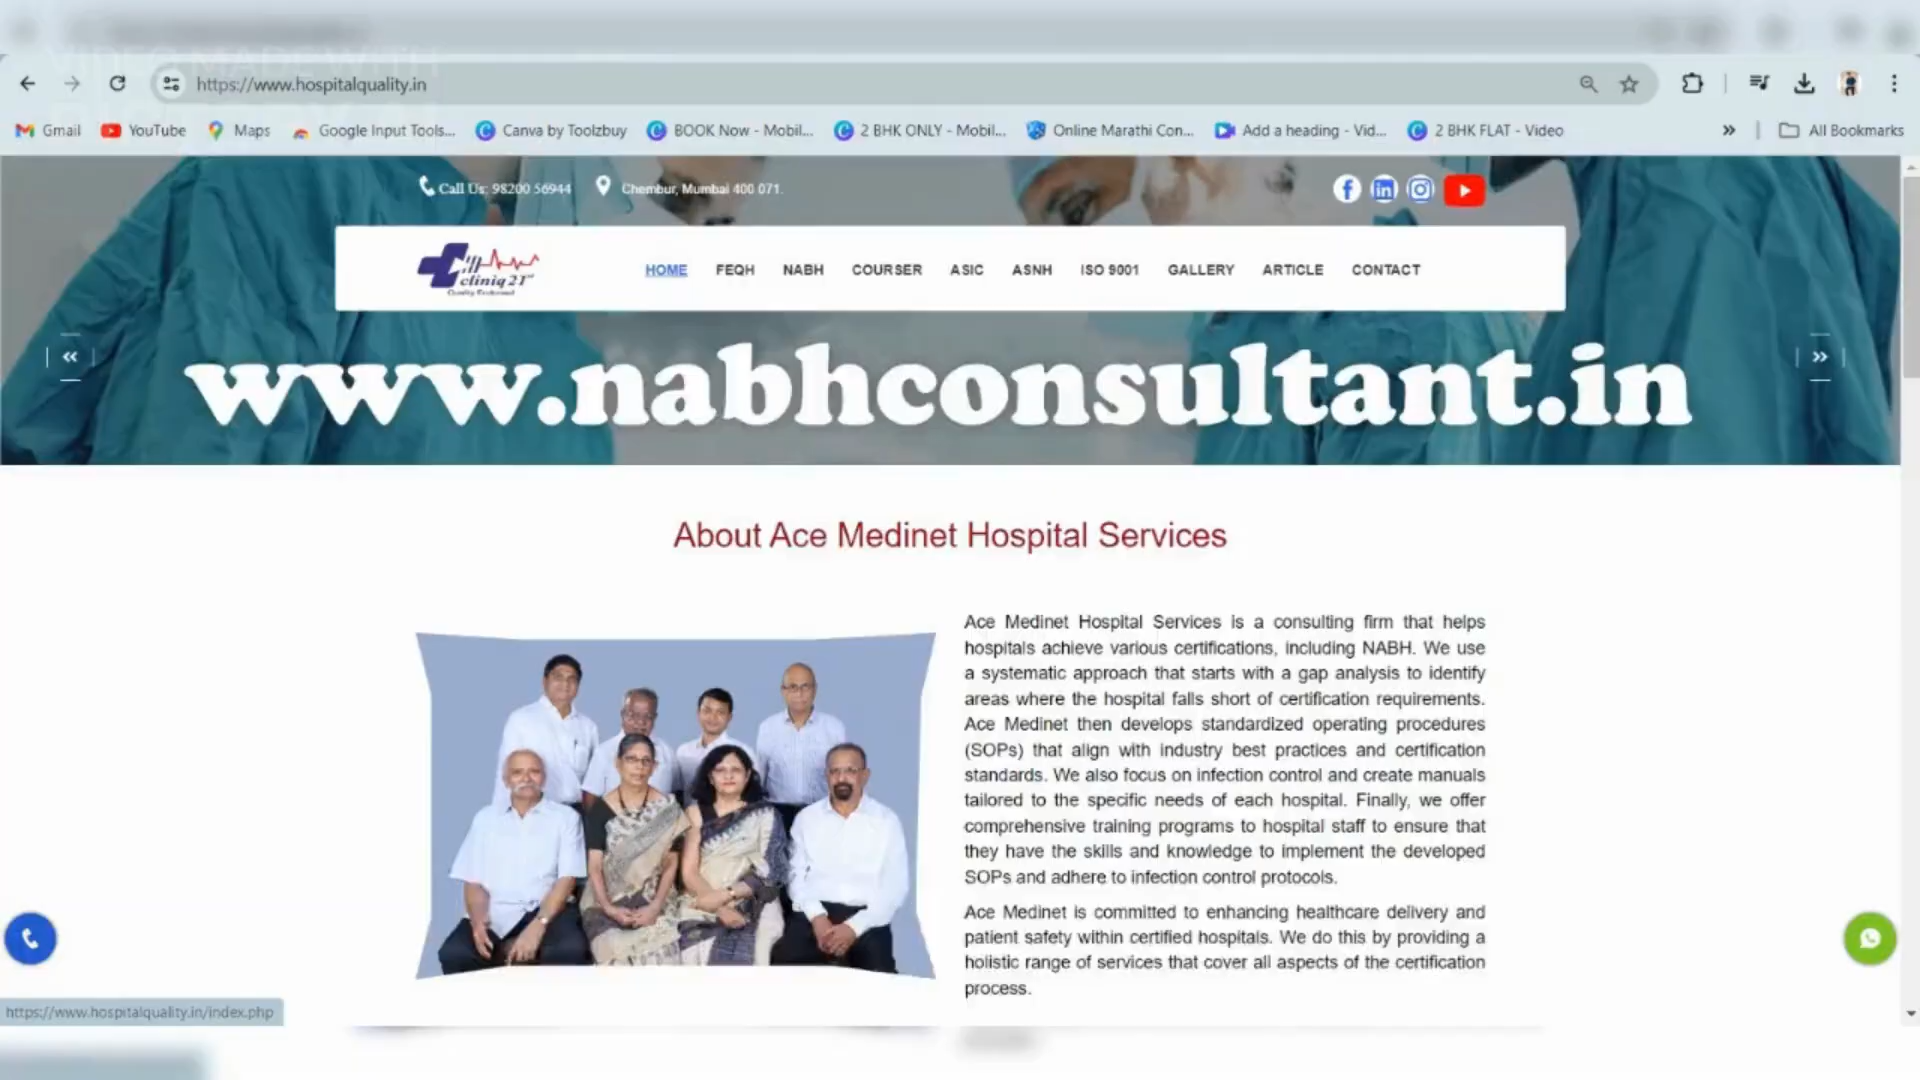 VIDEO MADE WITH
https://www.hospitalquality.in
Gmail YouTube Maps Google Input Tools... Canva by Toolzbuy BOOK Now - Mobil... 2 BHK ONLY - Mobil... Online Marathi Con... Add a heading - Vid... 2 BHK FLAT - Video » All Bookmarks
Call Us: 98200 56944 Chembur, Mumbai 400 071.
cliniq 21st
HOME FEQH NABH COURSER ASIC ASNH ISO 9001 GALLERY ARTICLE CONTACT
www.nabhconsultant.in
About Ace Medinet Hospital Services
Ace Medinet Hospital Services is a consulting firm that helps
hospitals achieve various certifications, including NABH. We use
a systematic approach that starts with a gap analysis to identify
areas where the hospital falls short of certification requirements.
Ace Medinet then develops standardized operating procedures
(SOPs) that align with industry best practices and certification
standards. We also focus on infection control and create manuals
tailored to the specific needs of each hospital. Finally, we offer
comprehensive training programs to hospital staff to ensure that
they have the skills and knowledge to implement the developed
SOPs and adhere to infection control protocols.
Ace Medinet is committed to enhancing healthcare delivery and
patient safety within certified hospitals. We do this by providing a
holistic range of services that cover all aspects of the certification
process.
https://www.hospitalquality.in/index.php